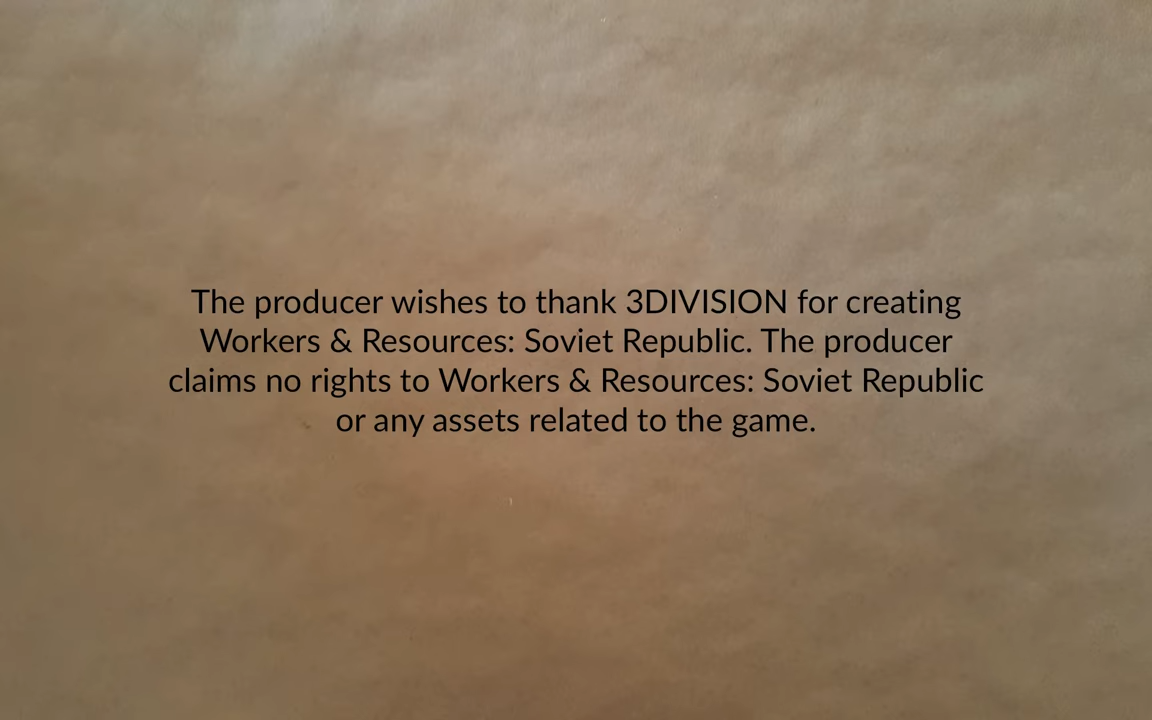 The producer wishes to thank 3DIVISION for creating
Workers & Resources: Soviet Republic. The producer
claims no rights to Workers & Resources: Soviet Republic
or any assets related to the game.